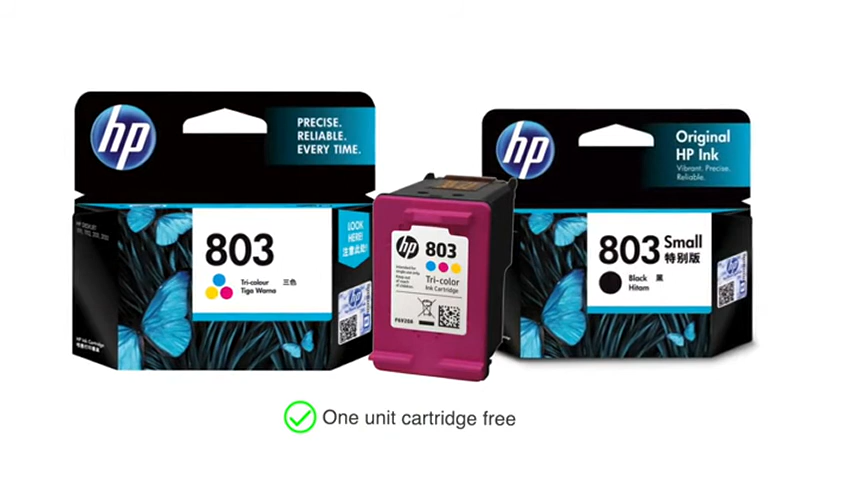 hp
PRECISE.
RELIABLE.
EVERY TIME.
803
Tri-colour 三色
Tiga Warna
LOOK
HERE!
注意此处!
hp
hp
803
Tri-color
Ink Cartridge
hp
Original
HP Ink
Vibrant. Precise.
Reliable.
803 Small
特别版
Black 黑
Hitam
hp
One unit cartridge free